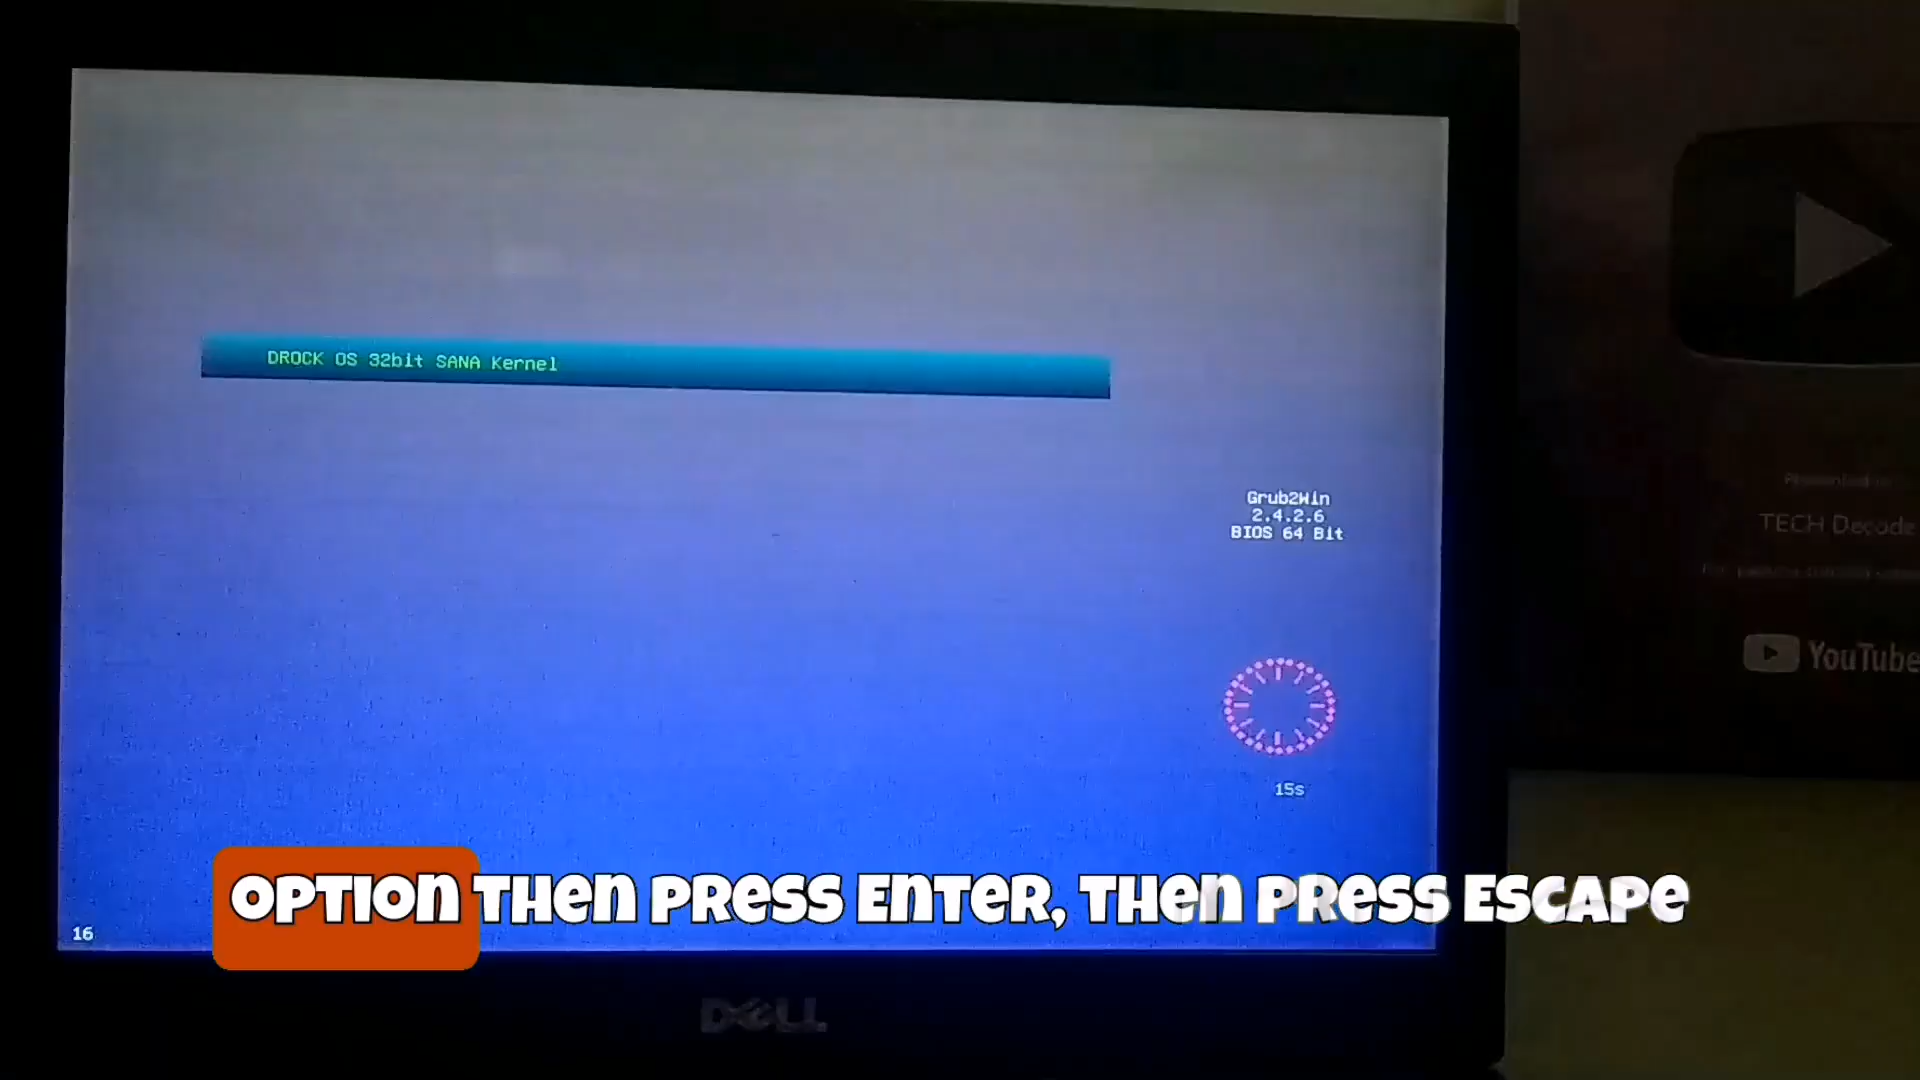 DROCK OS 32bit SANA Kernel
Grub2Win
2.4.2.6
BIOS 64 Bit
15s
16
OPTION THEN PRESS ENTER, THEN PRESS ESCAPE
DELL
TECH Decode
YouTube